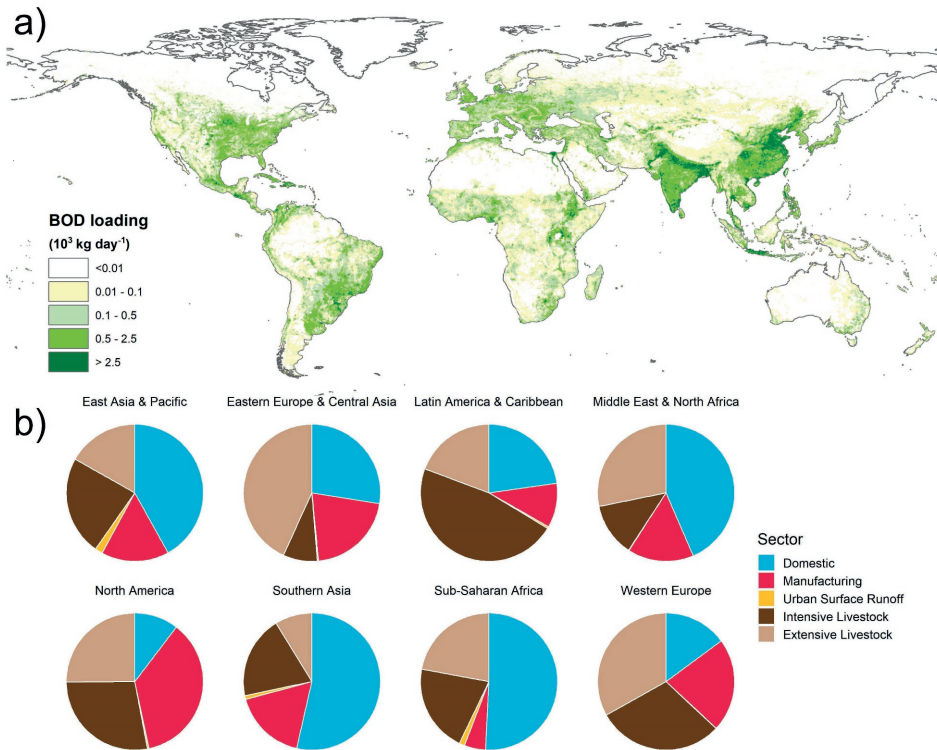 a)
BOD loading
(10³ kg day⁻¹)
<0.01
0.01 - 0.1
0.1 - 0.5
0.5 - 2.5
> 2.5
b)
East Asia & Pacific
Eastern Europe & Central Asia
Latin America & Caribbean
Middle East & North Africa
North America
Southern Asia
Sub-Saharan Africa
Western Europe
Sector
Domestic
Manufacturing
Urban Surface Runoff
Intensive Livestock
Extensive Livestock